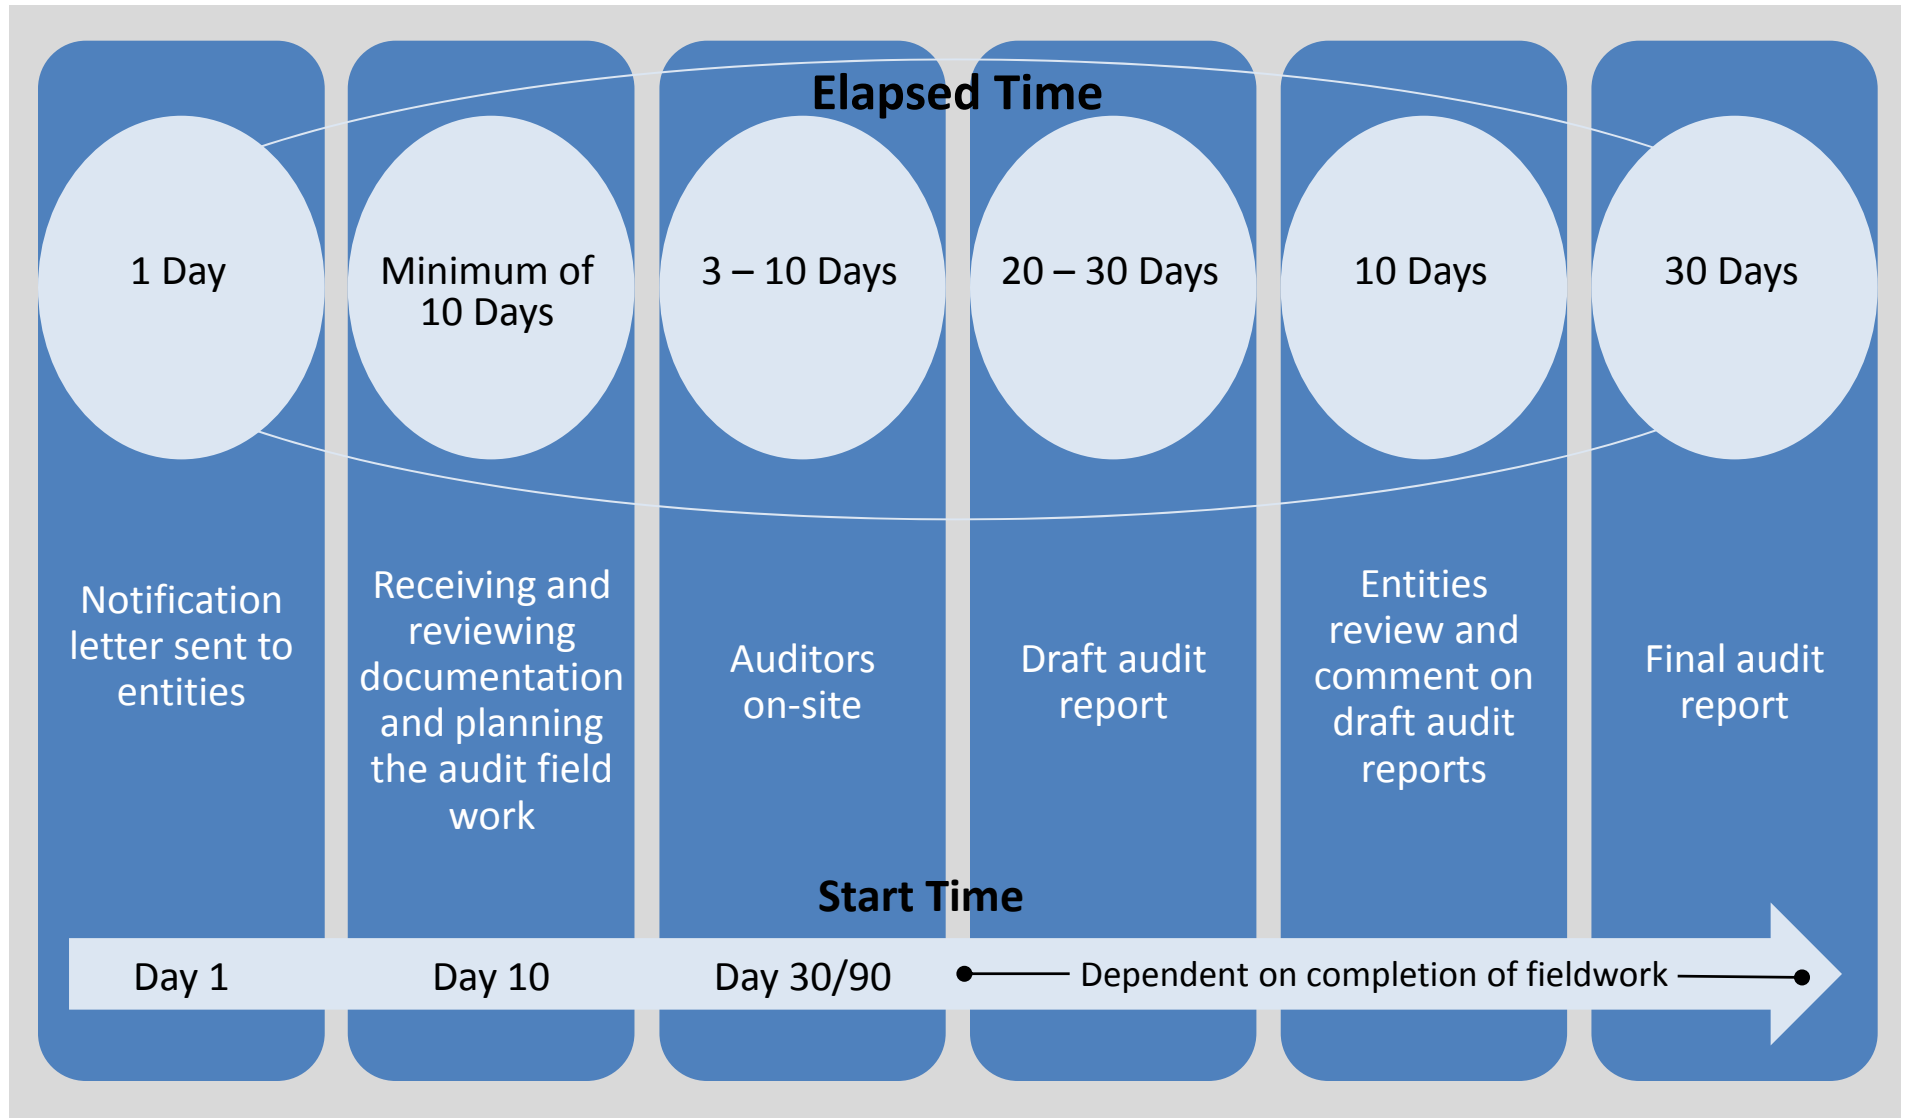 Elapsed Time
1 Day
Minimum of
10 Days
3 – 10 Days
20 – 30 Days
10 Days
30 Days
Notification
letter sent to
entities
Receiving and
reviewing
documentation
and planning
the audit field
work
Auditors
on-site
Draft audit
report
Entities
review and
comment on
draft audit
reports
Final audit
report
Start Time
Day 1
Day 10
Day 30/90
Dependent on completion of fieldwork